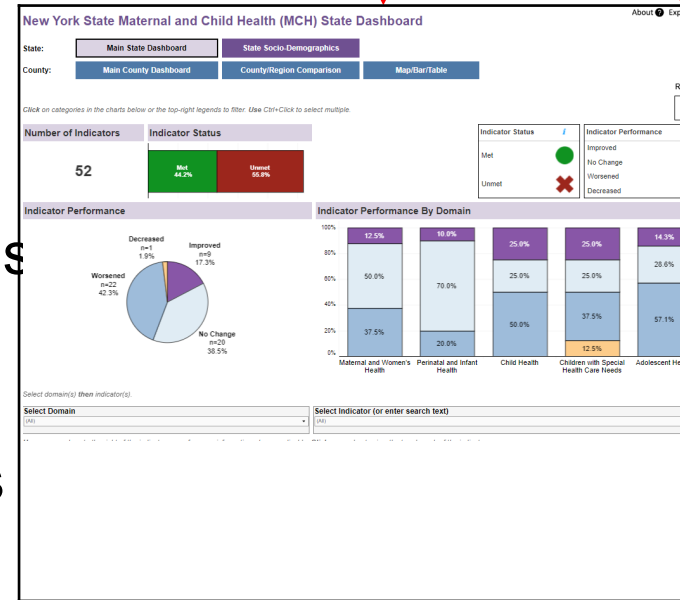 About ? Exp
New York State Maternal and Child Health (MCH) State Dashboard
State: Main State Dashboard State Socio-Demographics
County: Main County Dashboard County/Region Comparison Map/Bar/Table
R
Click on categories in the charts below or the top-right legends to filter. Use Ctrl+Click to select multiple.
Number of Indicators Indicator Status
52
Met
44.2%
Unmet
55.8%
Indicator Status i
Met
Unmet
Indicator Performance
Improved
No Change
Worsened
Decreased
Indicator Performance
Decreased
n=1
1.9%
Improved
n=9
17.3%
Worsened
n=22
42.3%
No Change
n=20
38.5%
Indicator Performance By Domain
100%
80%
60%
40%
20%
0%
12.5%
50.0%
37.5%
Maternal and Women's
Health
10.0%
70.0%
20.0%
Perinatal and Infant
Health
25.0%
25.0%
50.0%
Child Health
25.0%
25.0%
37.5%
12.5%
Children with Special
Health Care Needs
14.3%
28.6%
57.1%
Adolescent He
S
s
Select domain(s) then indicator(s).
Select Domain
(All)
Select Indicator (or enter search text)
(All)